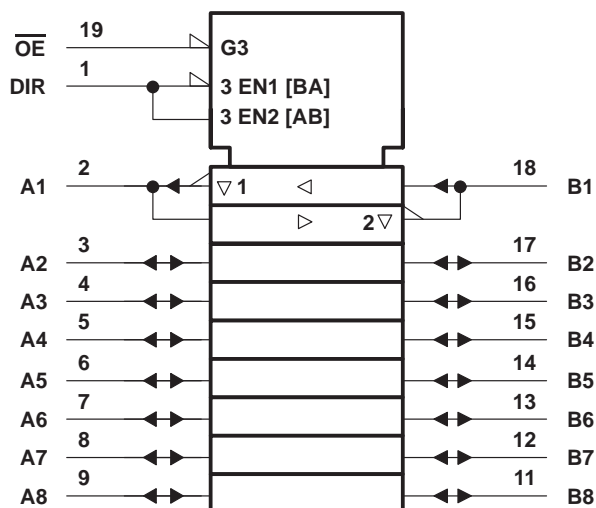 OE 19 G3
DIR 1 3 EN1 [BA]
3 EN2 [AB]
A1 2 ▽ 1 ◁ 18 B1
▷ 2 ▽
A2 3 17 B2
A3 4 16 B3
A4 5 15 B4
A5 6 14 B5
A6 7 13 B6
A7 8 12 B7
A8 9 11 B8